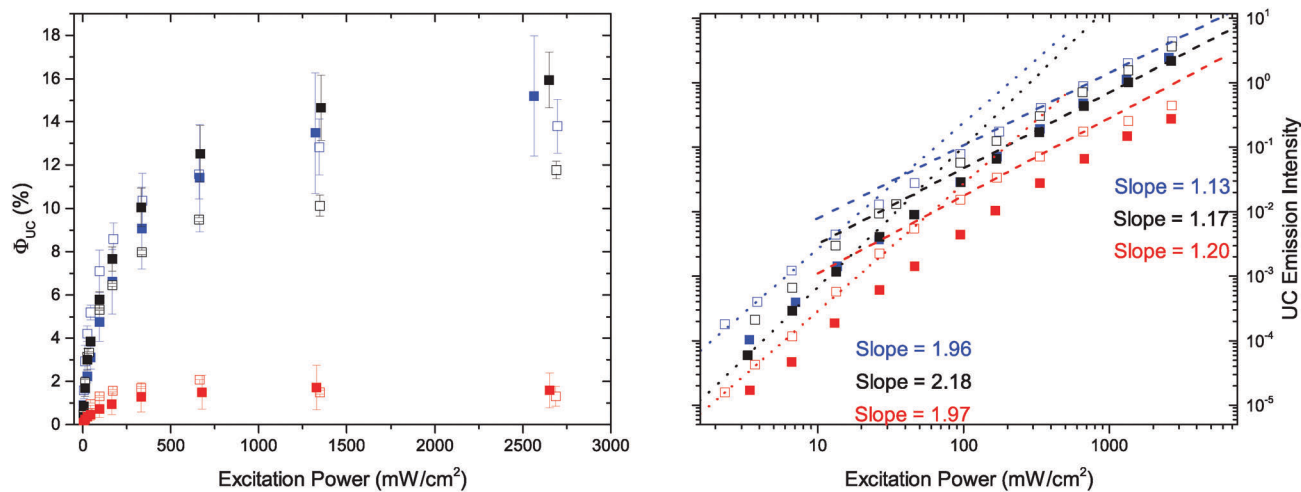 18
16
14
12
10
8
6
4
2
0
Φ_UC (%)
0 500 1000 1500 2000 2500 3000
Excitation Power (mW/cm²)
Slope = 1.13
Slope = 1.17
Slope = 1.20
Slope = 1.96
Slope = 2.18
Slope = 1.97
10¹
10⁰
10⁻¹
10⁻²
10⁻³
10⁻⁴
10⁻⁵
UC Emission Intensity
10 100 1000
Excitation Power (mW/cm²)